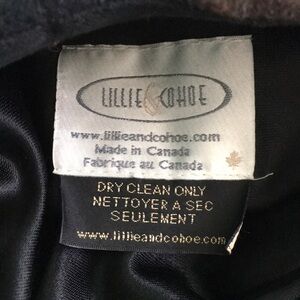 LILLIE & COHOE
www.lillieandcohoe.com
Made in Canada
Fabrique au Canada
DRY CLEAN ONLY
NETTOYER A SEC
SEULEMENT
www.lillieandcohoe.com